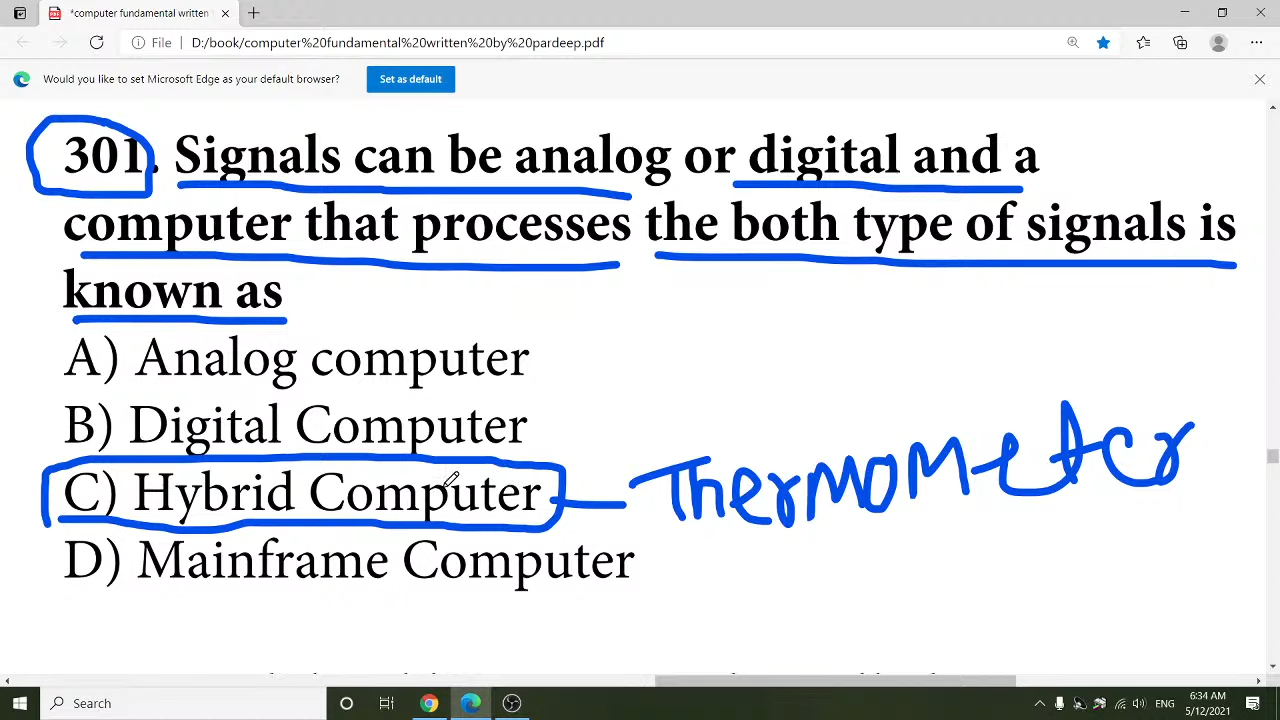 *computer fundamental written
File D:/book/computer%20fundamental%20written%20by%20pardeep.pdf
Would you like to set Microsoft Edge as your default browser? Set as default
301. Signals can be analog or digital and a
computer that processes the both type of signals is
known as
A) Analog computer
B) Digital Computer
C) Hybrid Computer
ThermoMeter
D) Mainframe Computer
Search
ENG
6:34 AM
5/12/2021